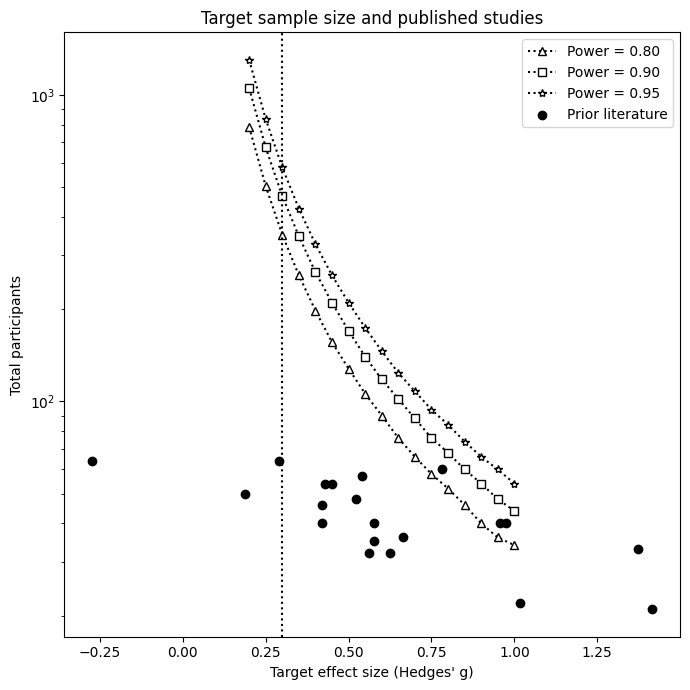 Target sample size and published studies
Power = 0.80
Power = 0.90
Power = 0.95
Prior literature
10³
10²
Total participants
−0.25 0.00 0.25 0.50 0.75 1.00 1.25
Target effect size (Hedges' g)